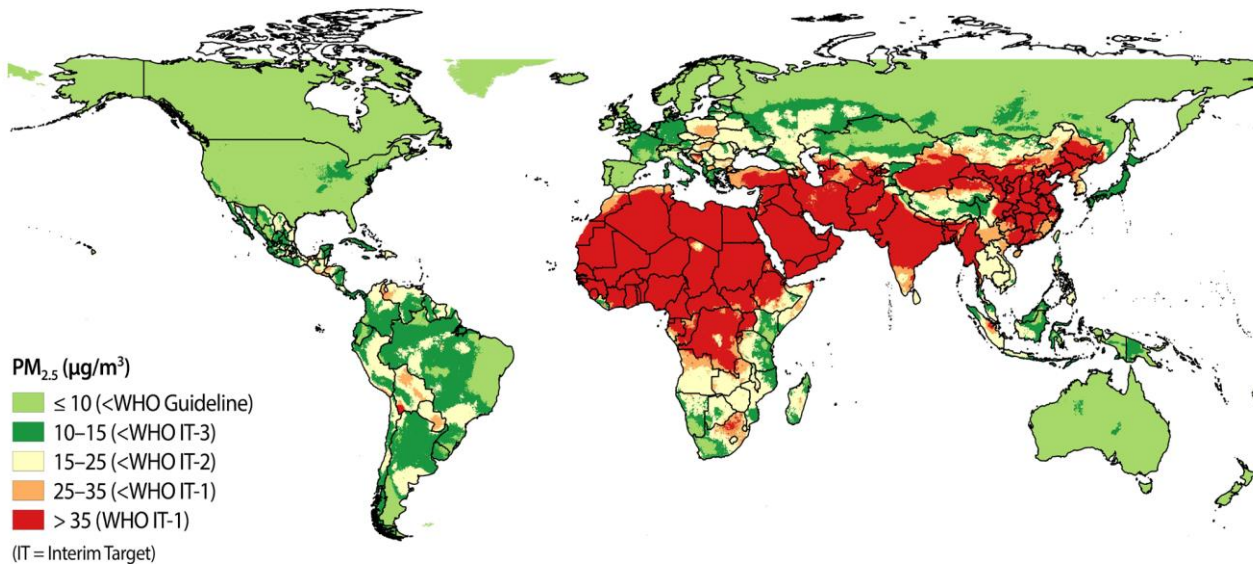 PM2.5 (µg/m³)
≤ 10 (<WHO Guideline)
10–15 (<WHO IT-3)
15–25 (<WHO IT-2)
25–35 (<WHO IT-1)
> 35 (WHO IT-1)
(IT = Interim Target)